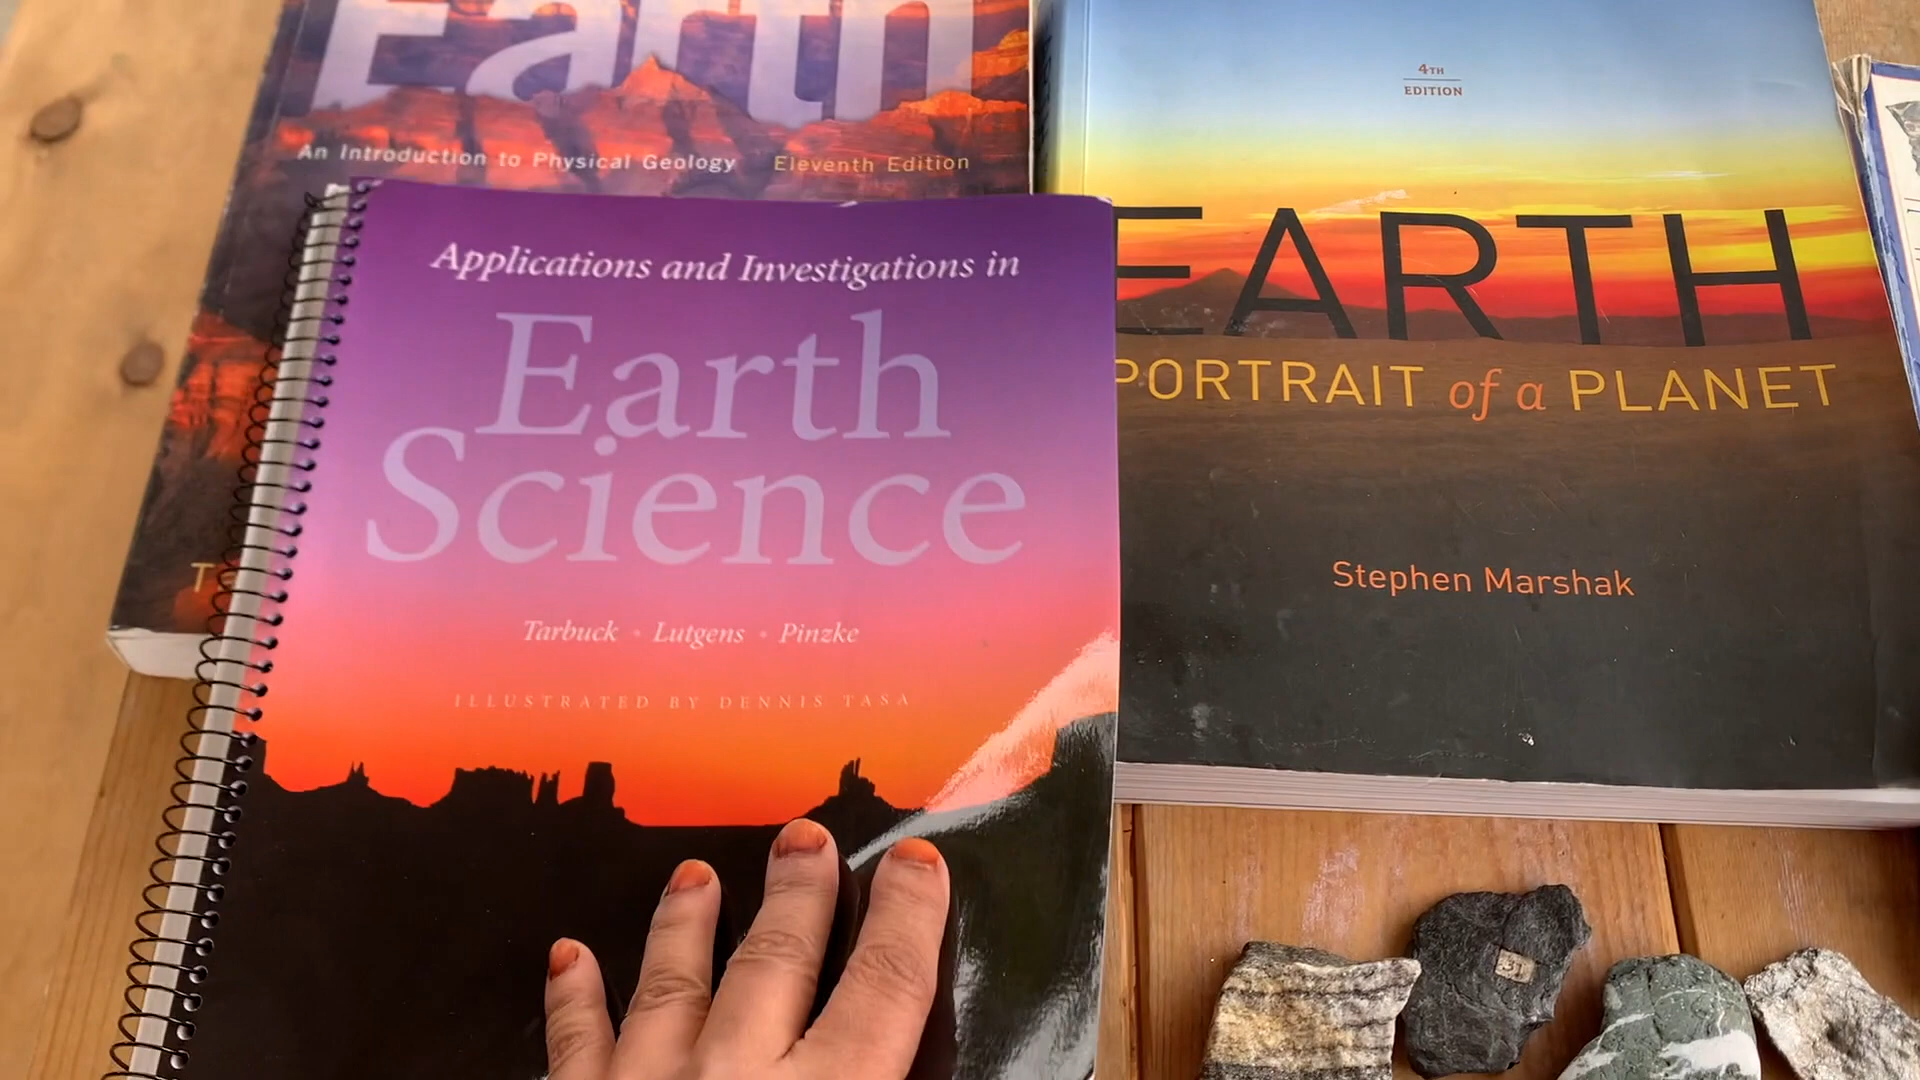 Earth
An Introduction to Physical Geology Eleventh Edition
Applications and Investigations in
Earth
Science
Tarbuck • Lutgens • Pinzke
ILLUSTRATED BY DENNIS TASA
4TH
EDITION
EARTH
PORTRAIT of a PLANET
Stephen Marshak
31